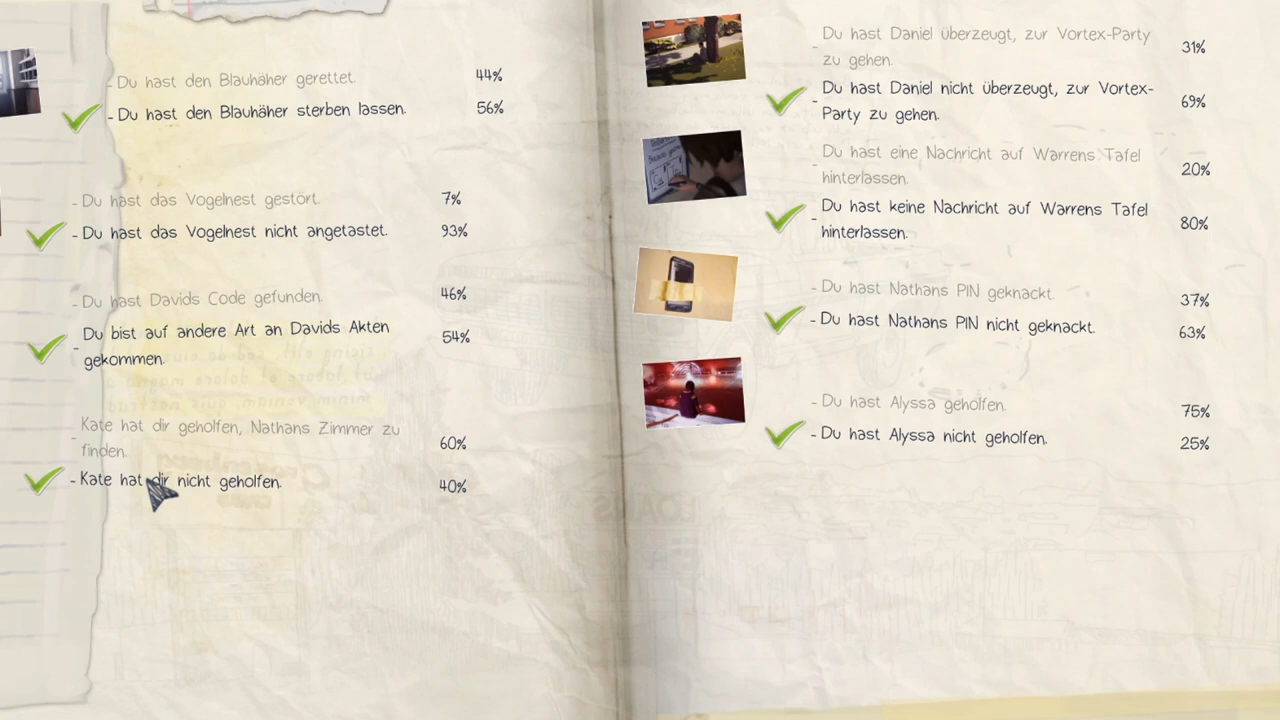 - Du hast den Blauhäher gerettet. 44%
- Du hast den Blauhäher sterben lassen. 56%
- Du hast das Vogelnest gestört. 7%
- Du hast das Vogelnest nicht angetastet. 93%
- Du hast Davids Code gefunden. 46%
- Du bist auf andere Art an Davids Akten 54%
gekommen.
- Kate hat dir geholfen, Nathans Zimmer zu 60%
finden.
- Kate hat dir nicht geholfen. 40%
- Du hast Daniel überzeugt, zur Vortex-Party 31%
zu gehen.
- Du hast Daniel nicht überzeugt, zur Vortex- 69%
Party zu gehen.
- Du hast eine Nachricht auf Warrens Tafel 20%
hinterlassen.
- Du hast keine Nachricht auf Warrens Tafel 80%
hinterlassen.
- Du hast Nathans PIN geknackt. 37%
- Du hast Nathans PIN nicht geknackt. 63%
- Du hast Alyssa geholfen. 75%
- Du hast Alyssa nicht geholfen. 25%